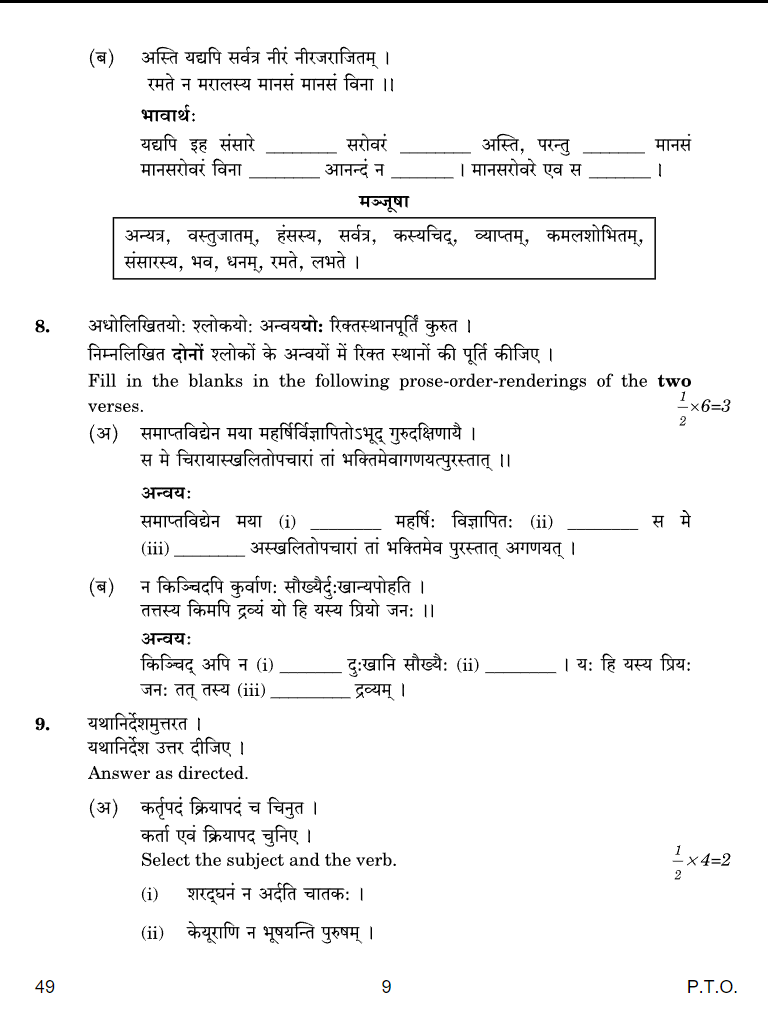 (ब) अस्ति यद्यपि सर्वत्र नीरं नीरजराजितम् ।
रमते न मरालस्य मानसं मानसं विना ।।
भावार्थः
यद्यपि इह संसारे ________ सरोवरं ________ अस्ति, परन्तु _______ मानसं
मानसरोवरं विना ________ आनन्दं न _______ । मानसरोवरे एव स _______ ।
मञ्जूषा
अन्यत्र, वस्तुजातम्, हंसस्य, सर्वत्र, कस्यचिद्, व्याप्तम्, कमलशोभितम्,
संसारस्य, भव, धनम्, रमते, लभते ।
8. अधोलिखितयोः श्लोकयोः अन्वययोः रिक्तस्थानपूर्तिं कुरुत ।
निम्नलिखित दोनों श्लोकों के अन्वयों में रिक्त स्थानों की पूर्ति कीजिए ।
Fill in the blanks in the following prose-order-renderings of the two
verses. 1/2×6=3
(अ) समाप्तविद्येन मया महर्षिर्विज्ञापितोऽभूद् गुरुदक्षिणायै ।
स मे चिरायास्खलितोपचारां तां भक्तिमेवागणयत्पुरस्तात् ।।
अन्वयः
समाप्तविद्येन मया (i) ________ महर्षिः विज्ञापितः (ii) ________ स मे
(iii) ________ अस्खलितोपचारां तां भक्तिमेव पुरस्तात् अगणयत् ।
(ब) न किञ्चिदपि कुर्वाणः सौख्यैर्दुःखान्यपोहति ।
तत्तस्य किमपि द्रव्यं यो हि यस्य प्रियो जनः ।।
अन्वयः
किञ्चिद् अपि न (i) _______ दुःखानि सौख्यैः (ii) ________ । यः हि यस्य प्रियः
जनः तत् तस्य (iii) _________ द्रव्यम् ।
9. यथानिर्देशमुत्तरत ।
यथानिर्देश उत्तर दीजिए ।
Answer as directed.
(अ) कर्तृपदं क्रियापदं च चिनुत ।
कर्ता एवं क्रियापद चुनिए ।
Select the subject and the verb. 1/2×4=2
(i) शरद्घनं न अर्दति चातकः ।
(ii) केयूराणि न भूषयन्ति पुरुषम् ।
49 9 P.T.O.